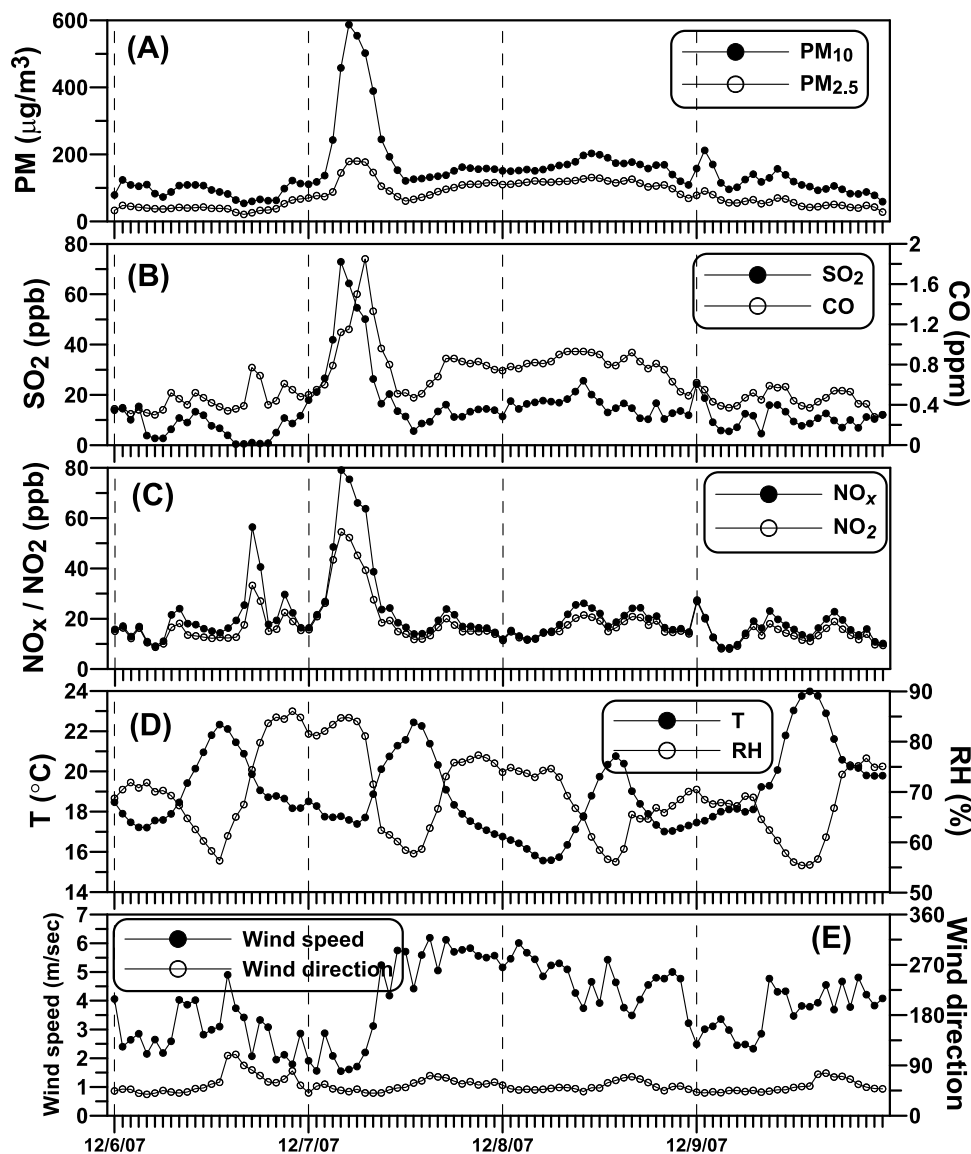 (A)
PM10
PM2.5
PM (μg/m3)
600
400
200
0
(B)
SO2
CO
SO2 (ppb)
80
60
40
20
0
CO (ppm)
2
1.6
1.2
0.8
0.4
0
(C)
NOx
NO2
NOx / NO2 (ppb)
80
60
40
20
0
(D)
T
RH
T (°C)
24
22
20
18
16
14
RH (%)
90
80
70
60
50
(E)
Wind speed
Wind direction
Wind speed (m/sec)
7
6
5
4
3
2
1
0
Wind direction
360
270
180
90
0
12/6/07 12/7/07 12/8/07 12/9/07